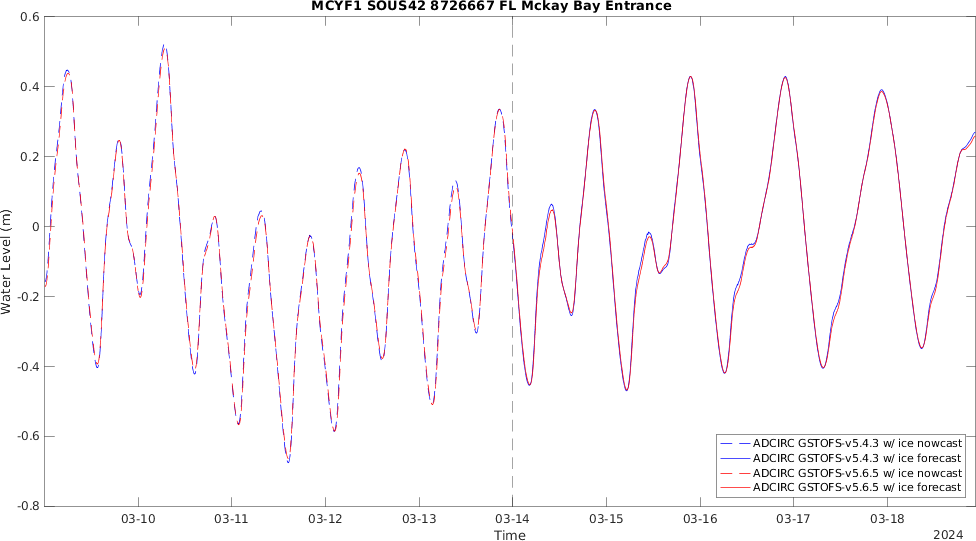 MCYF1 SOUS42 8726667 FL Mckay Bay Entrance
0.6
0.4
0.2
0
-0.2
-0.4
-0.6
-0.8
Water Level (m)
ADCIRC GSTOFS-v5.4.3 w/ ice nowcast
ADCIRC GSTOFS-v5.4.3 w/ ice forecast
ADCIRC GSTOFS-v5.6.5 w/ ice nowcast
ADCIRC GSTOFS-v5.6.5 w/ ice forecast
03-10 03-11 03-12 03-13 03-14 03-15 03-16 03-17 03-18
Time
2024